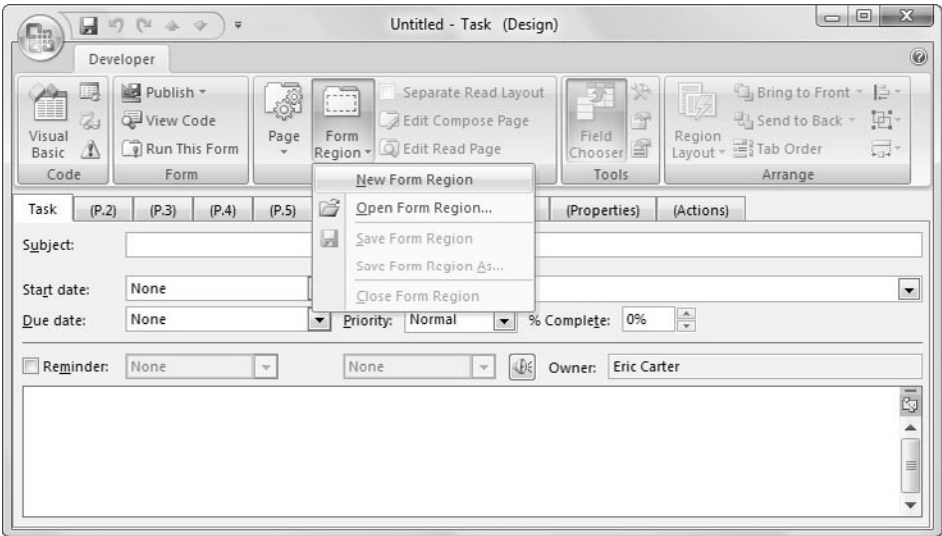 Untitled - Task (Design)
Developer
Publish
Separate Read Layout
Bring to Front
View Code
Edit Compose Page
Send to Back
Visual Basic
Run This Form
Page
Form Region
Edit Read Page
Field Chooser
Region Layout
Tab Order
Code
Form
Tools
Arrange
New Form Region
Open Form Region...
Save Form Region
Save Form Region As...
Close Form Region
Task (P.2) (P.3) (P.4) (P.5) (Properties) (Actions)
Subject:
Start date: None
Due date: None Priority: Normal % Complete: 0%
Reminder: None None Owner: Eric Carter